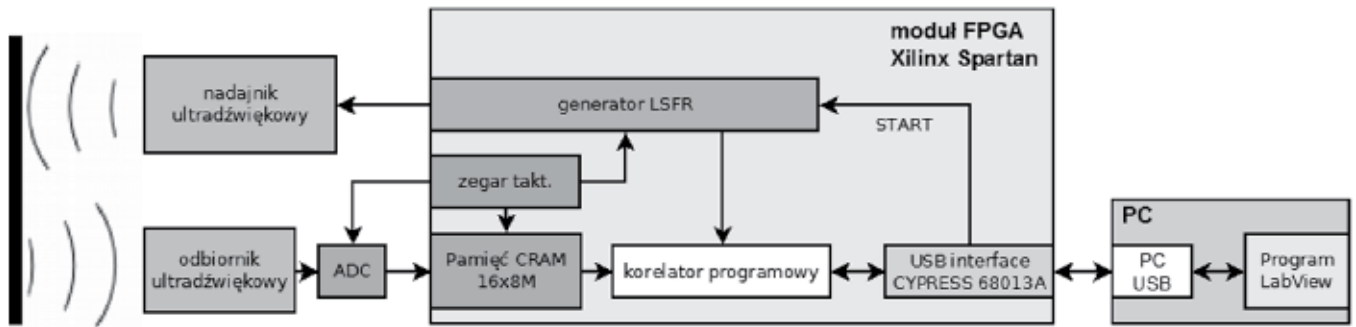 moduł FPGA
Xilinx Spartan
nadajnik
ultradźwiękowy
generator LSFR
START
zegar takt.
PC
odbiornik
ultradźwiękowy
ADC
Pamięć CRAM
16x8M
korelator programowy
USB interface
CYPRESS 68013A
PC
USB
Program
LabView